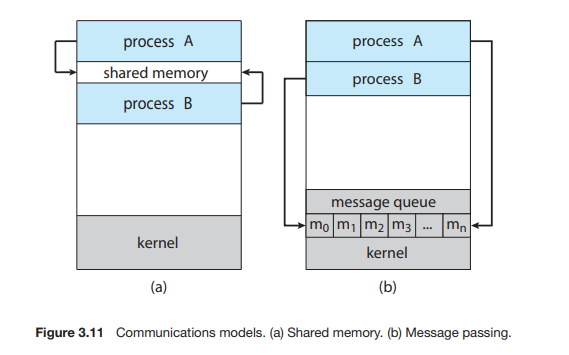 process A
shared memory
process B
kernel
(a)
process A
process B
message queue
m0 m1 m2 m3 ... mn
kernel
(b)
Figure 3.11 Communications models. (a) Shared memory. (b) Message passing.